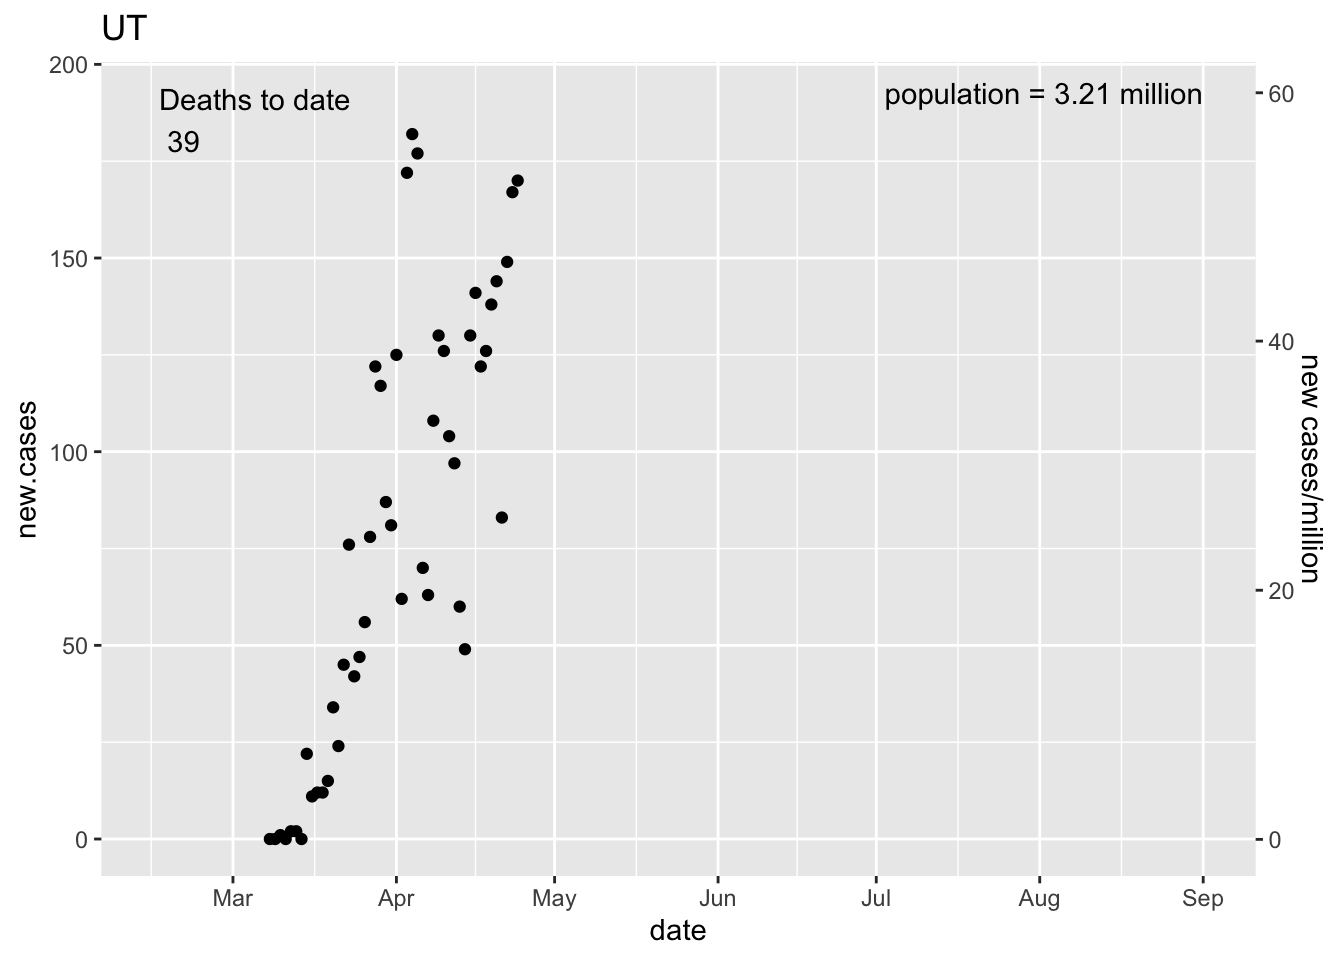 UT
Deaths to date
39
population = 3.21 million
200
150
100
50
0
new.cases
60
40
20
0
new cases/million
Mar Apr May Jun Jul Aug Sep
date